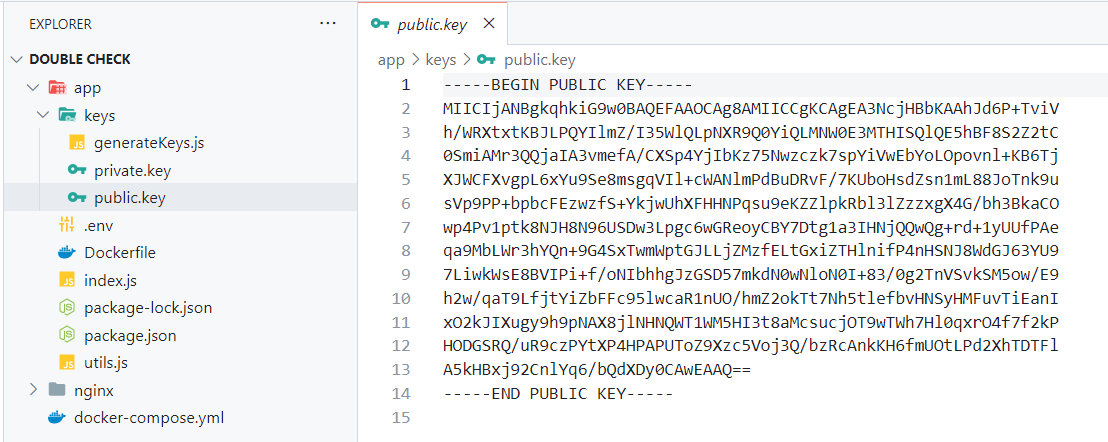 EXPLORER
···
DOUBLE CHECK
app
keys
generateKeys.js
private.key
public.key
.env
Dockerfile
index.js
package-lock.json
package.json
utils.js
nginx
docker-compose.yml
public.key
app > keys > public.key
1 -----BEGIN PUBLIC KEY-----
2 MIICIjANBgkqhkiG9w0BAQEFAAOCAg8AMIICCgKCAgEA3NcjHBbKAAhJd6P+TviV
3 h/WRXtxtKBJLPQYIlmZ/I35WlQLpNXR9Q0YiQLMNW0E3MTHISQlQE5hBF8S2Z2tC
4 0SmiAMr3QQjaIA3vmefA/CXSp4YjIbKz75Nwzczk7spYiVwEbYoLOpovnl+KB6Tj
5 XJWCFXvgpL6xYu9Se8msgqVIl+cWANlmPdBuDRvF/7KUboHsdZsn1mL88JoTnk9u
6 sVp9PP+bpbcFEzwzfS+YkjwUhXFHHNPqsu9eKZZlpkRbl3lZzzxgX4G/bh3BkaCO
7 wp4Pv1ptk8NJH8N96USDw3Lpgc6wGReoyCBY7Dtg1a3IHNjQQwQg+rd+1yUUfPAe
8 qa9MbLWr3hYQn+9G4SxTwmWptGJLLjZMzfELtGxiZTHlnifP4nHSNJ8WdGJ63YU9
9 7LiwkWsE8BVIPi+f/oNIbhhgJzGSD57mkdN0wNloN0I+83/0g2TnVSvkSM5ow/E9
10 h2w/qaT9LfjtYiZbFFc95lwcaR1nUO/hmZ2okTt7Nh5tlefbvHNSyHMFuvTiEanI
11 xO2kJIXugy9h9pNAX8jlNHNQWT1WM5HI3t8aMcsucjOT9wTWh7Hl0qxrO4f7f2kP
12 HODGSRQ/uR9czPYtXP4HPAPUToZ9Xzc5Voj3Q/bzRcAnkKH6fmUOtLPd2XhTDTFl
13 A5kHBxj92CnlYq6/bQdXDy0CAwEAAQ==
14 -----END PUBLIC KEY-----
15